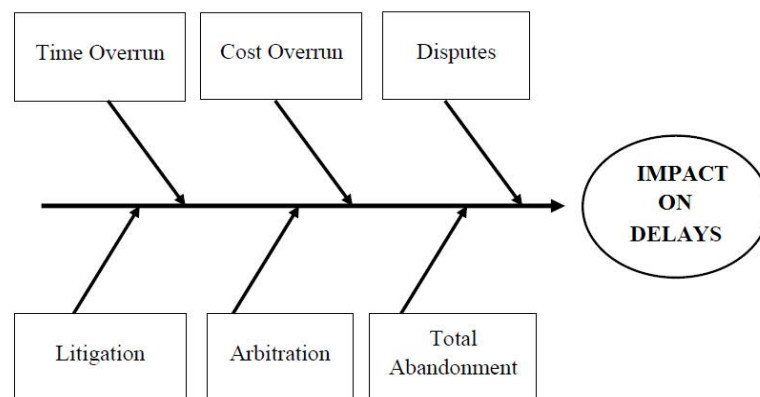 Time Overrun
Cost Overrun
Disputes
IMPACT
ON
DELAYS
Litigation
Arbitration
Total
Abandonment